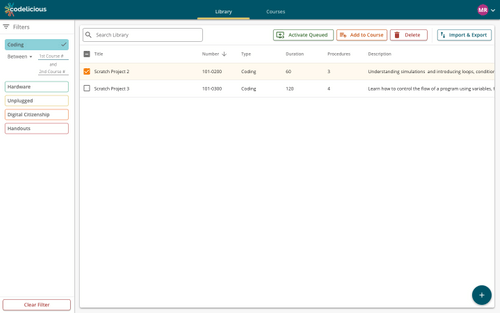 codelicious
Library
Courses
MR
Filters
Search Library
Activate Queued
Add to Course
Delete
Import & Export
Coding
Between
1st Course #
and
2nd Course #
Hardware
Unplugged
Digital Citizenship
Handouts
Clear Filter
Title Number Type Duration Procedures Description
Scratch Project 2 101-0200 Coding 60 3 Understanding simulations and introducing loops, condition
Scratch Project 3 101-0300 Coding 120 4 Learn how to control the flow of a program using variables,